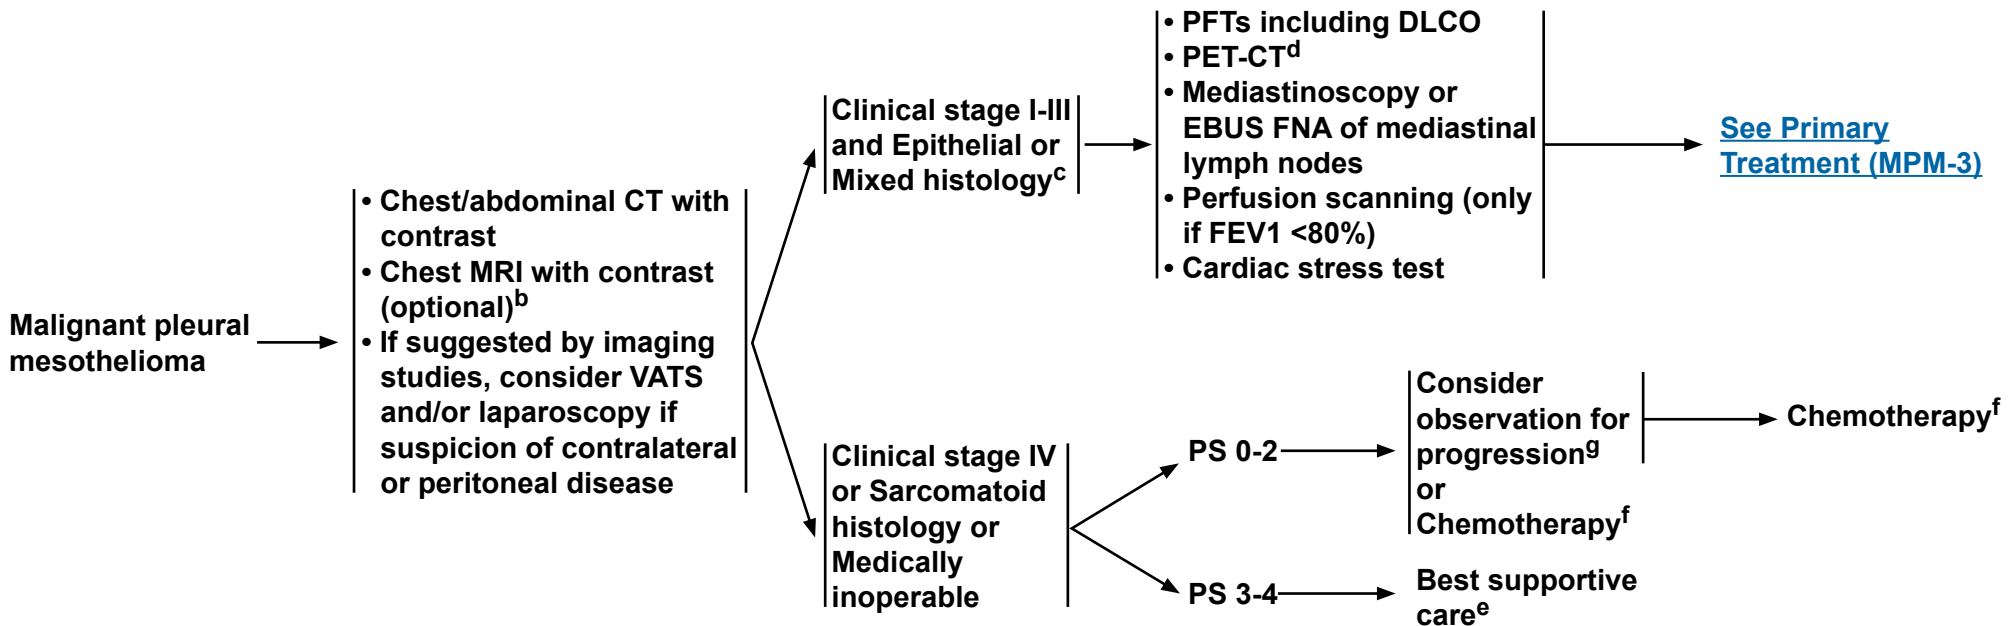 Malignant pleural
mesothelioma
• Chest/abdominal CT with
contrast
• Chest MRI with contrast
(optional)b
• If suggested by imaging
studies, consider VATS
and/or laparoscopy if
suspicion of contralateral
or peritoneal disease
Clinical stage I-III
and Epithelial or
Mixed histologyc
• PFTs including DLCO
• PET-CTd
• Mediastinoscopy or
EBUS FNA of mediastinal
lymph nodes
• Perfusion scanning (only
if FEV1 <80%)
• Cardiac stress test
See Primary
Treatment (MPM-3)
Clinical stage IV
or Sarcomatoid
histology or
Medically
inoperable
PS 0-2
Consider
observation for
progressiong
or
Chemotherapyf
Chemotherapyf
PS 3-4
Best supportive
caree